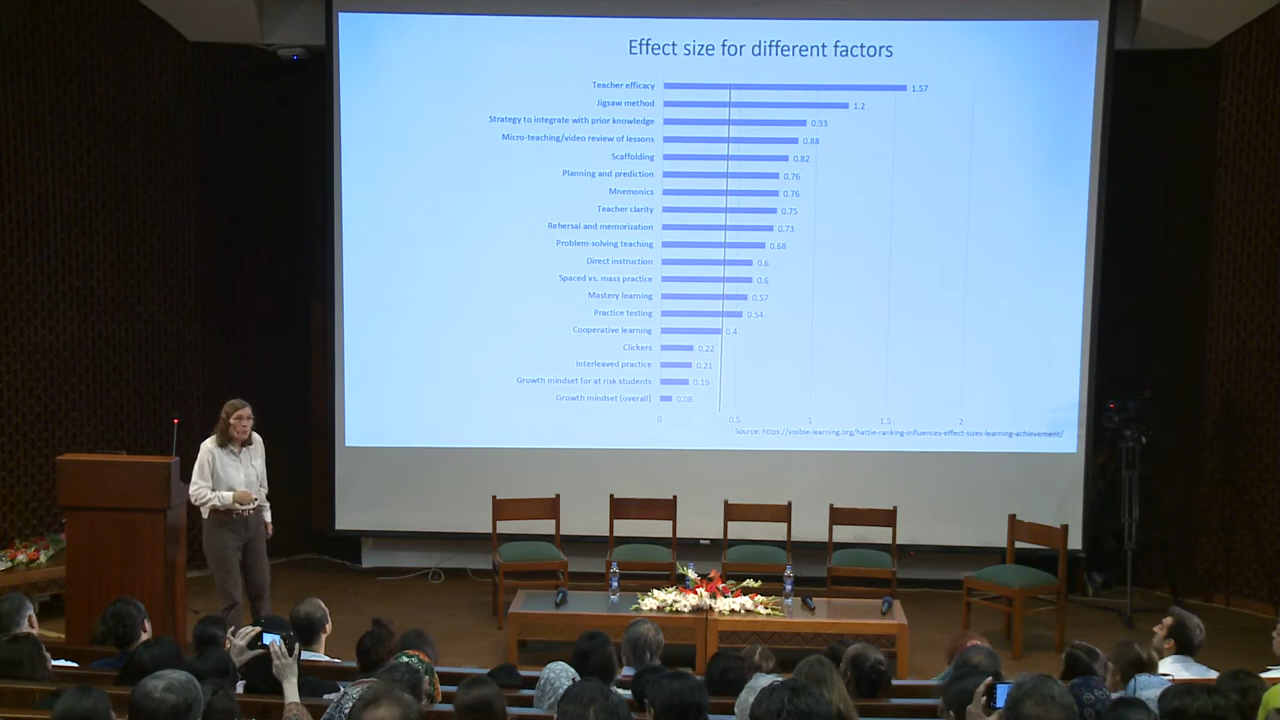 Effect size for different factors
Teacher efficacy 1.57
Jigsaw method 1.2
Strategy to integrate with prior knowledge 0.93
Micro-teaching/video review of lessons 0.88
Scaffolding 0.82
Planning and prediction 0.76
Mnemonics 0.76
Teacher clarity 0.75
Rehersal and memorization 0.73
Problem-solving teaching 0.68
Direct instruction 0.6
Spaced vs. mass practice 0.6
Mastery learning 0.57
Practice testing 0.54
Cooperative learning 0.4
Clickers 0.22
Interleaved practice 0.21
Growth mindset for at risk students 0.19
Growth mindset (overall) 0.08
0 0.5 1 1.5 2
Source: https://visible-learning.org/hattie-ranking-influences-effect-sizes-learning-achievement/